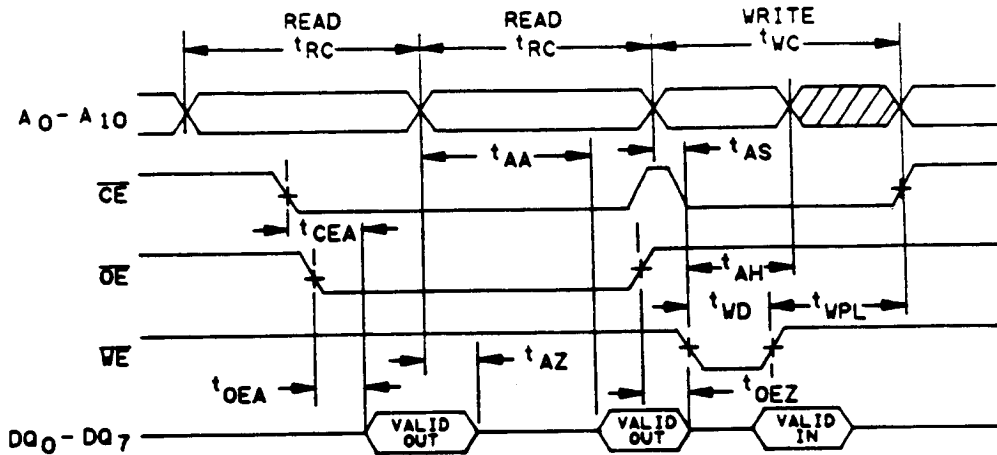 READ READ WRITE
tRC tRC tWC
A0 - A10
tAA tAS
CE
tCEA
OE tAH
tWD tWPL
WE
tAZ
tOEA tOEZ
DQ0 - DQ7 VALID OUT VALID OUT VALID IN